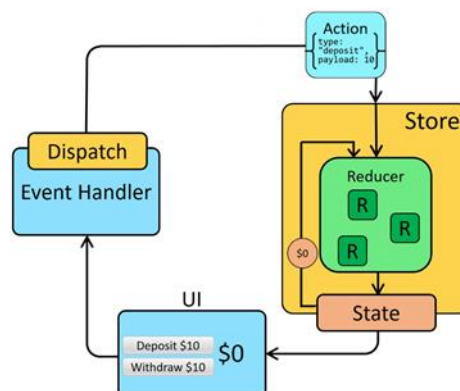 Action
type:
"deposit",
payload: 10
Store
Dispatch
Event Handler
Reducer
R
R
R
$0
State
UI
Deposit $10
$0
Withdraw $10